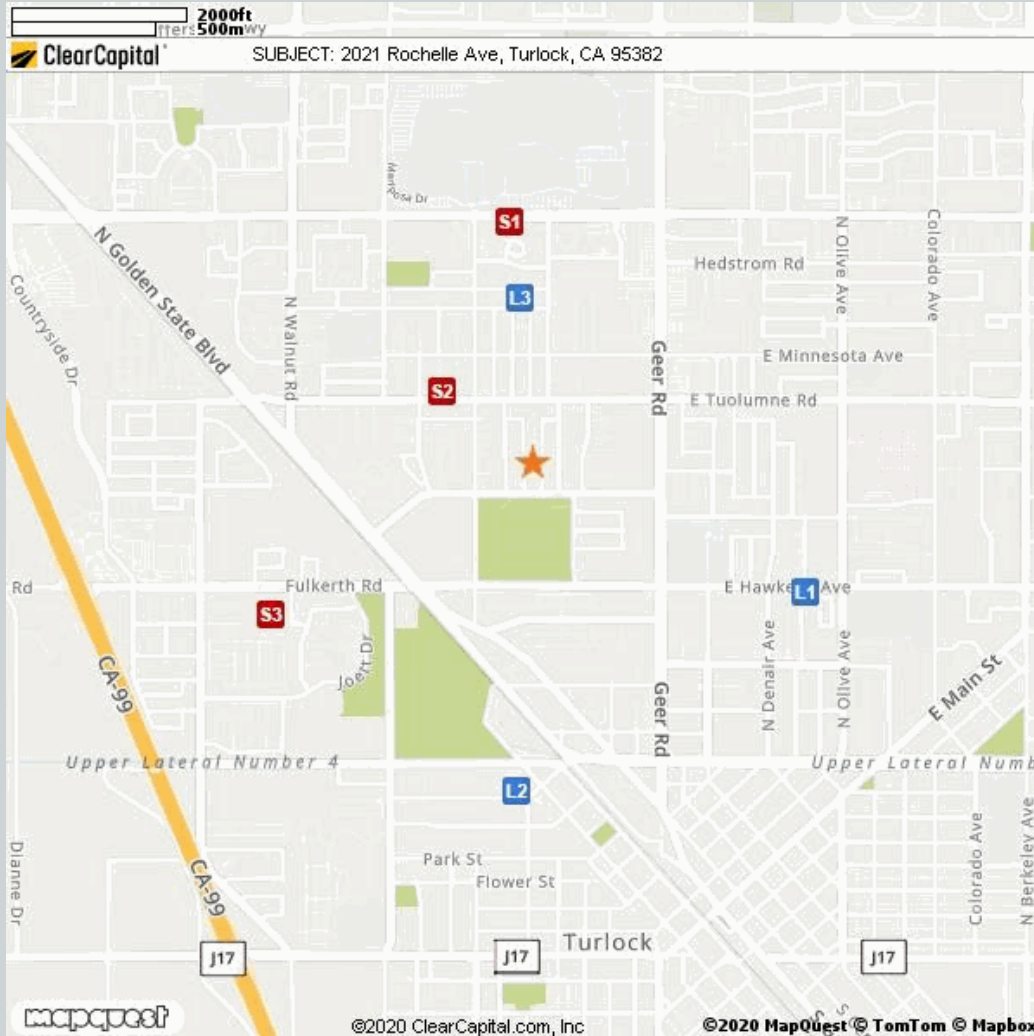 2000ft
500m
ClearCapital
SUBJECT: 2021 Rochelle Ave, Turlock, CA 95382
Mariposa Dr
S1
N Golden State Blvd
N Olive Ave
Colorado Ave
Hedstrom Rd
Countryside Dr
N Walnut Rd
L3
Geer Rd
E Minnesota Ave
S2
E Tuolumne Rd
Rd
Fulkerth Rd
E Hawke
L1
Ave
S3
Joett Dr
N Denair Ave
N Olive Ave
E Main St
CA-99
Geer Rd
Upper Lateral Number 4
Upper Lateral Numb
L2
Dianne Dr
Park St
Flower St
Colorado Ave
N Berkeley Ave
CA-99
Turlock
J17
J17
J17
mapquest
©2020 ClearCapital.com, Inc
©2020 MapQuest © TomTom © Mapbox